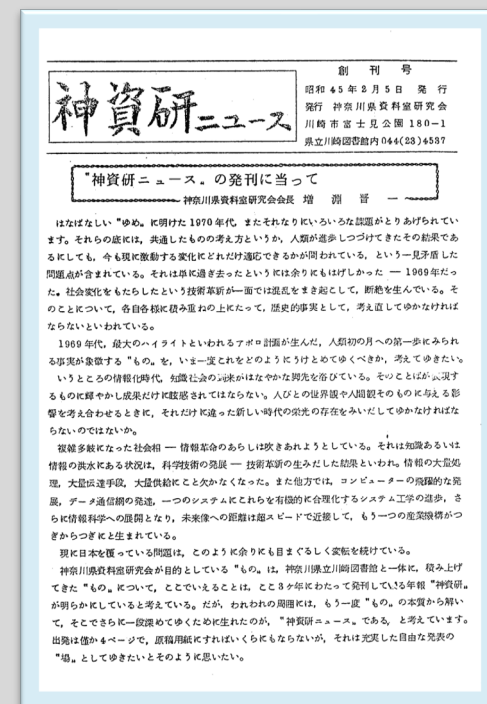 神資研ニュース
創刊号
昭和45年2月5日 発行
発行 神奈川県資料室研究会
川崎市富士見公園180-1
県立川崎図書館内044(23)4537
"神資研ニュース。の発刊に当って
神奈川県資料室研究会会長 増淵晋一
はなばなしい"ゆめ。に明けた1970年代、またそれなりにいろいろな課題がとりあげられてい
ます。それらの底には、共通したものの考え方というか、人類が進歩しつづけてきたその結果であ
るにしても、今も現に激動する変化にどれだけ適応できるかが問われている、という一見矛盾した
問題点が含まれている。それは単に過ぎ去ったというには余りにもはげしかった ― 1969年だっ
た。社会変化をもたらしたという技術革新が一面では混乱をまき起こして、断絶を生んでいる。そ
のことについて、各自各様に積み重ねの上にたって、歴史的事実として、考え直してゆかなければ
ならないといわれている。
1969年代、最大のハイライトといわれるアポロ計画が生んだ、人類初の月への第一歩にみられ
る事実が象徴する"もの〟を、いま一度これをどのようにうけとめてゆくべきか、考えてゆきたい。
いうところの情報化時代、知識社会の到来がはなやかな脚光を浴びている。そのことばが表現す
るものに輝やかし成果だけに眩惑されてはならない。人びとの世界観や人間観そのものに与える影
響を考え合わせるときに、それだけに違った新しい時代の栄光の存在をみいだしてゆかなければな
らないのではないか。
複雑多岐になった社会相 ― 情報革命のあらしは吹きあれようとしている。それは知識あるいは
情報の洪水にある状況は、科学技術の発展 ― 技術革新の生みだした結果といわれ。情報の大量処
理、大量伝達手段、大量供給にこと欠かなくなった。また他方では、コンピューターの飛躍的な発
展、データ通信網の発達、一つのシステムにこれらを有機的に合理化するシステム工学の進歩、さ
らに情報科学への展開となり、未来像への距離は超スピードで近接して、もう一つの産業機構がつ
ぎからつぎにと生まれている。
現に日本を覆っている問題は、このように余りにも目まぐるしく変転を続けている。
神奈川県資料室研究会が目的としている"もの〟は、神奈川県立川崎図書館と一体に、積み上げ
てきた"もの〟について、ここでいえることは、ここ3ヶ年にわたって発刊している年報"神資研〟
が明らかにしていると考えている。だが、われわれの周囲には、もう一度"もの〟の本質から解い
て、そこでさらに一段深めてゆくために生れたのが、"神資研ニュース〟である、と考えています。
出発は僅か4ページで、原稿用紙にすればいくらにもならないが、それは充実した自由な発表の
"場〟としてゆきたいとそのように思いたい。